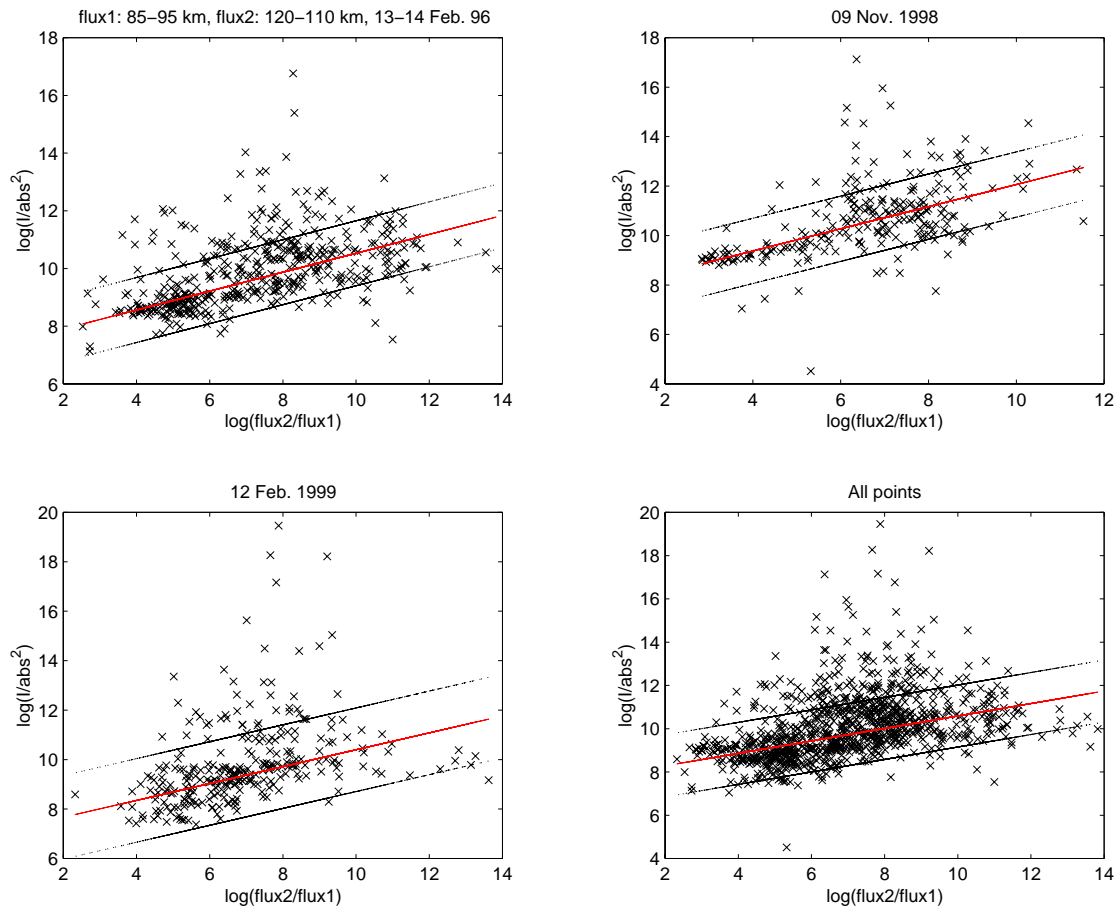 flux1: 85−95 km, flux2: 120−110 km, 13−14 Feb. 96
18
16
14
12
10
8
6
log(I/abs²)
2 4 6 8 10 12 14
log(flux2/flux1)
09 Nov. 1998
18
16
14
12
10
8
6
4
log(I/abs²)
2 4 6 8 10 12
log(flux2/flux1)
12 Feb. 1999
20
18
16
14
12
10
8
6
log(I/abs²)
2 4 6 8 10 12 14
log(flux2/flux1)
All points
20
18
16
14
12
10
8
6
4
log(I/abs²)
2 4 6 8 10 12 14
log(flux2/flux1)